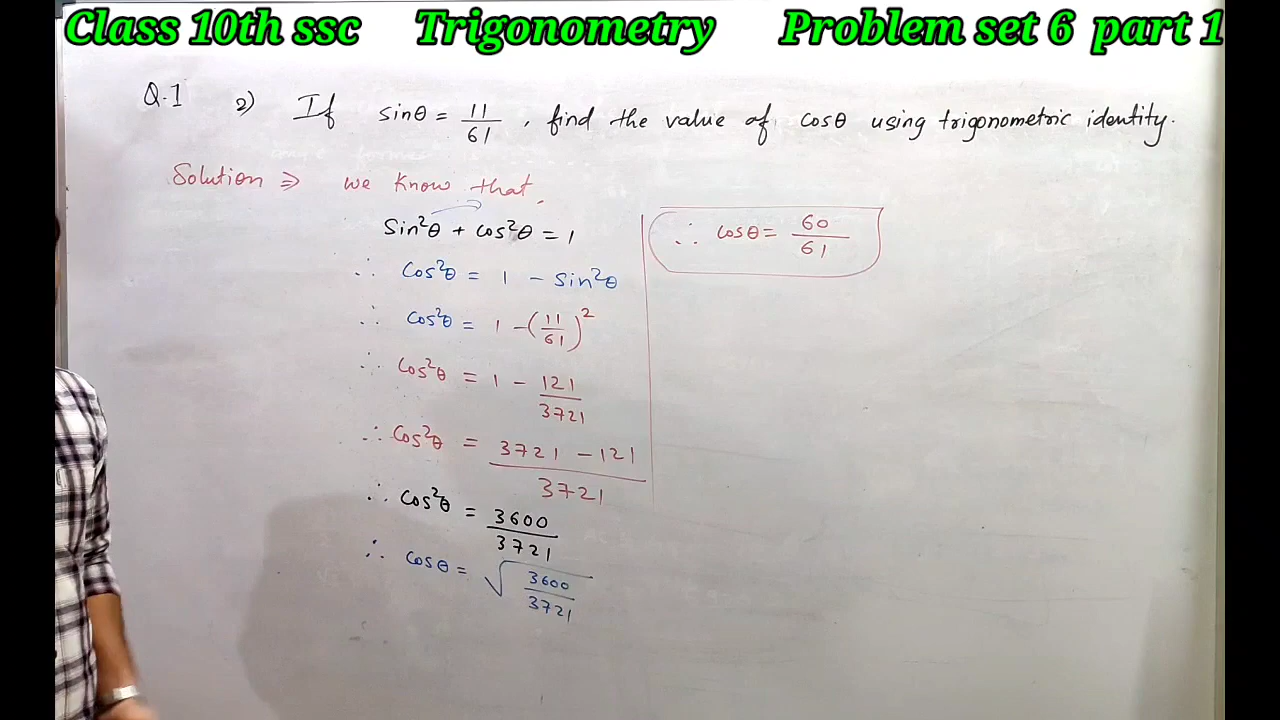 Class 10th ssc Trigonometry Problem set 6 part 1
Q.1 2) If sinθ = 11/61 , find the value of cosθ using trigonometric identity.
Solution ⇒ we know that,
Sin²θ + cos²θ = 1
∴ Cos²θ = 1 - sin²θ
∴ Cos²θ = 1 - (11/61)²
∴ Cos²θ = 1 - 121/3721
∴ Cos²θ = 3721 - 121/3721
∴ Cos²θ = 3600/3721
∴ Cosθ = √3600/3721
∴ cosθ = 60/61